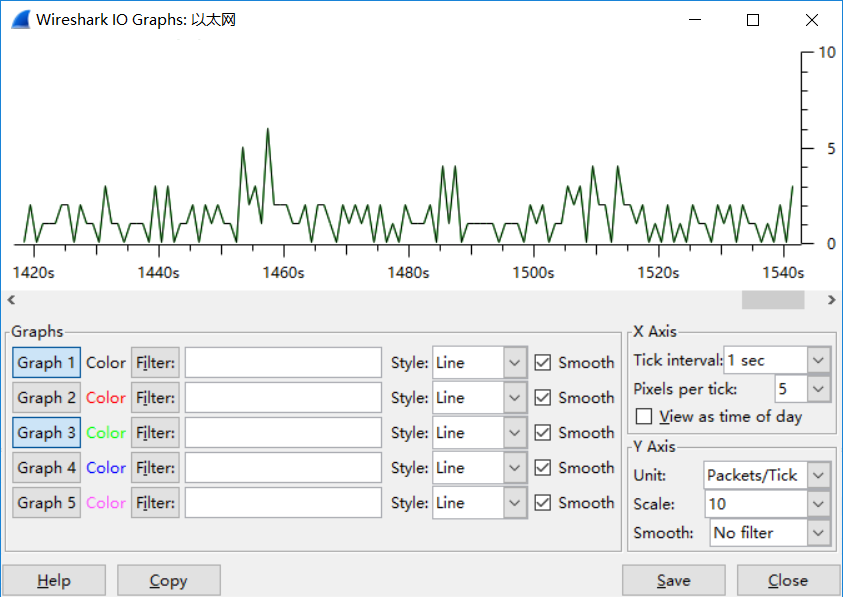 Wireshark IO Graphs: 以太网
10
5
0
1420s 1440s 1460s 1480s 1500s 1520s 1540s
Graphs
Graph 1 Color Filter: Style: Line Smooth
Graph 2 Color Filter: Style: Line Smooth
Graph 3 Color Filter: Style: Line Smooth
Graph 4 Color Filter: Style: Line Smooth
Graph 5 Color Filter: Style: Line Smooth
X Axis
Tick interval: 1 sec
Pixels per tick: 5
View as time of day
Y Axis
Unit: Packets/Tick
Scale: 10
Smooth: No filter
Help Copy Save Close